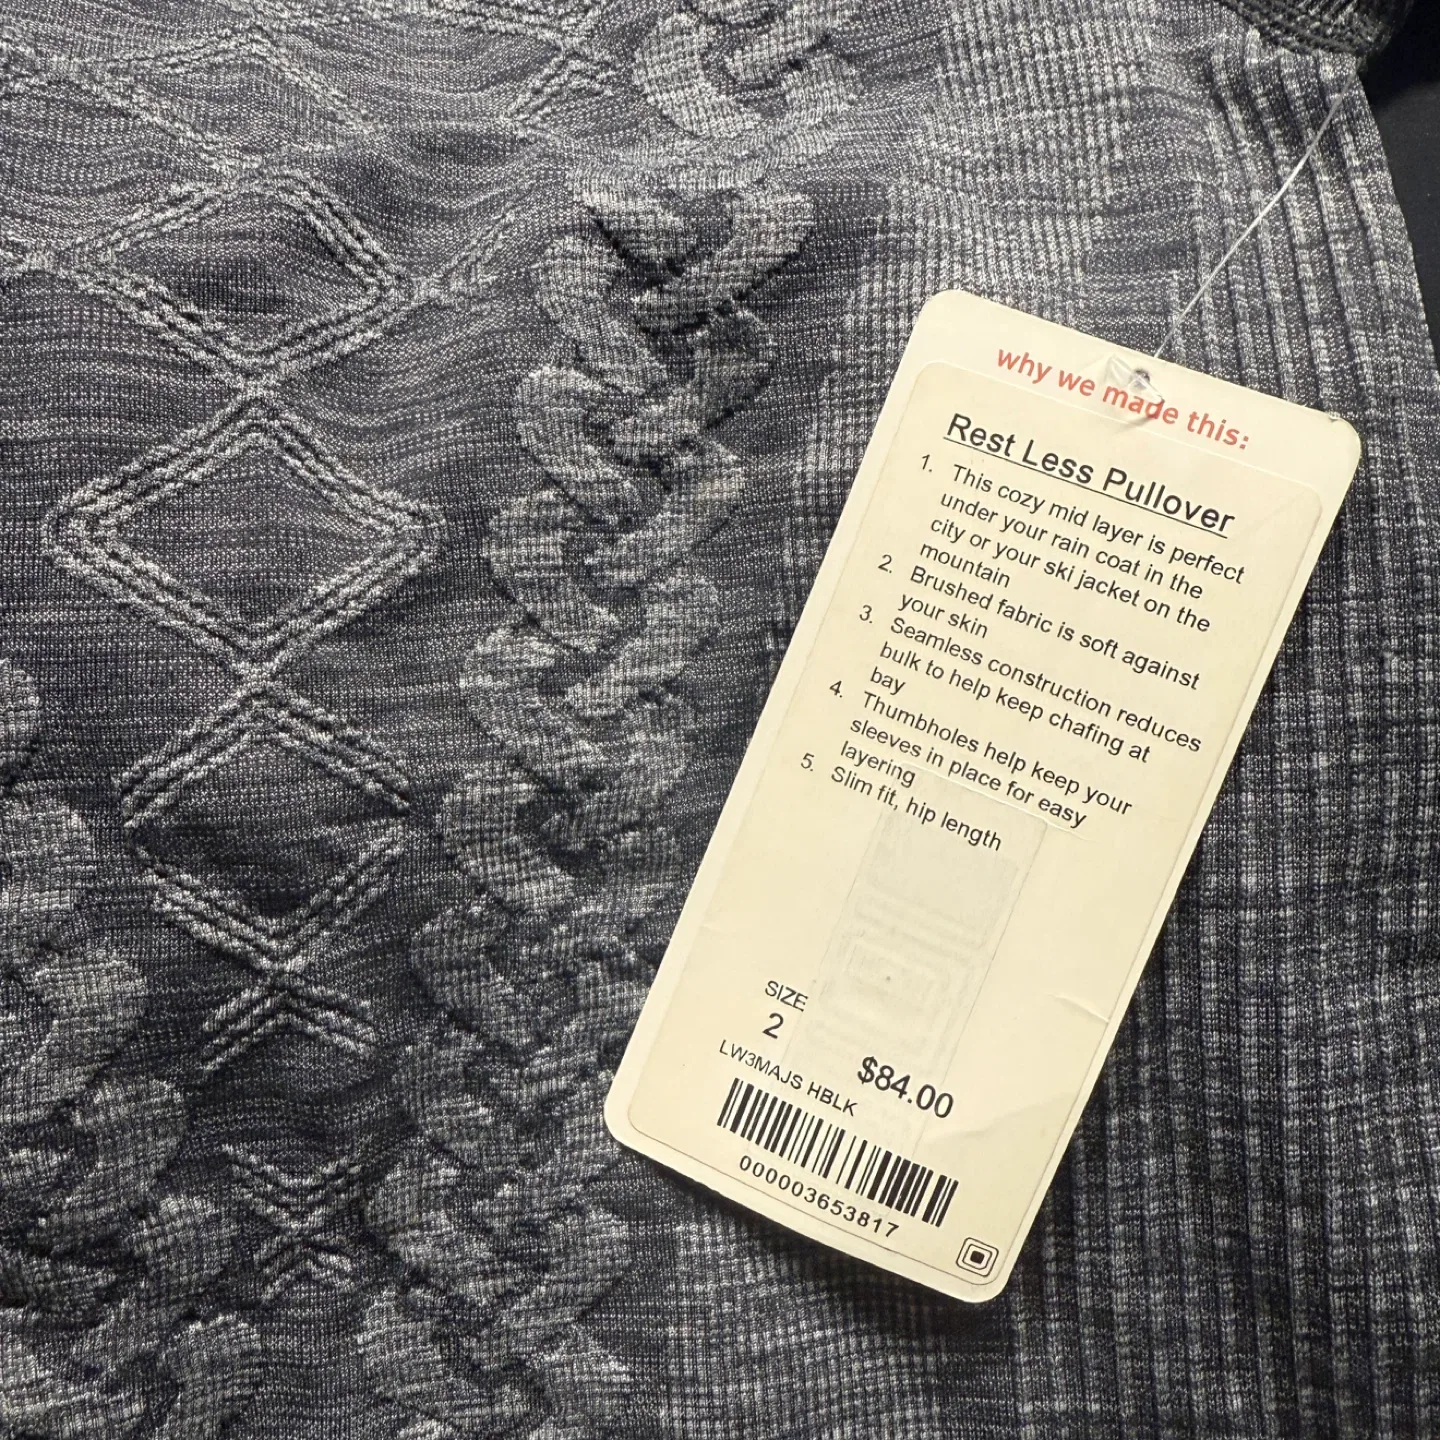 why we made this:
Rest Less Pullover
1. This cozy mid layer is perfect
under your rain coat in the
city or your ski jacket on the
mountain
2. Brushed fabric is soft against
your skin
3. Seamless construction reduces
bulk to help keep chafing at
bay
4. Thumbholes help keep your
sleeves in place for easy
layering
5. Slim fit, hip length
SIZE
2
$84.00
LW3MAJS HBLK
000003653817